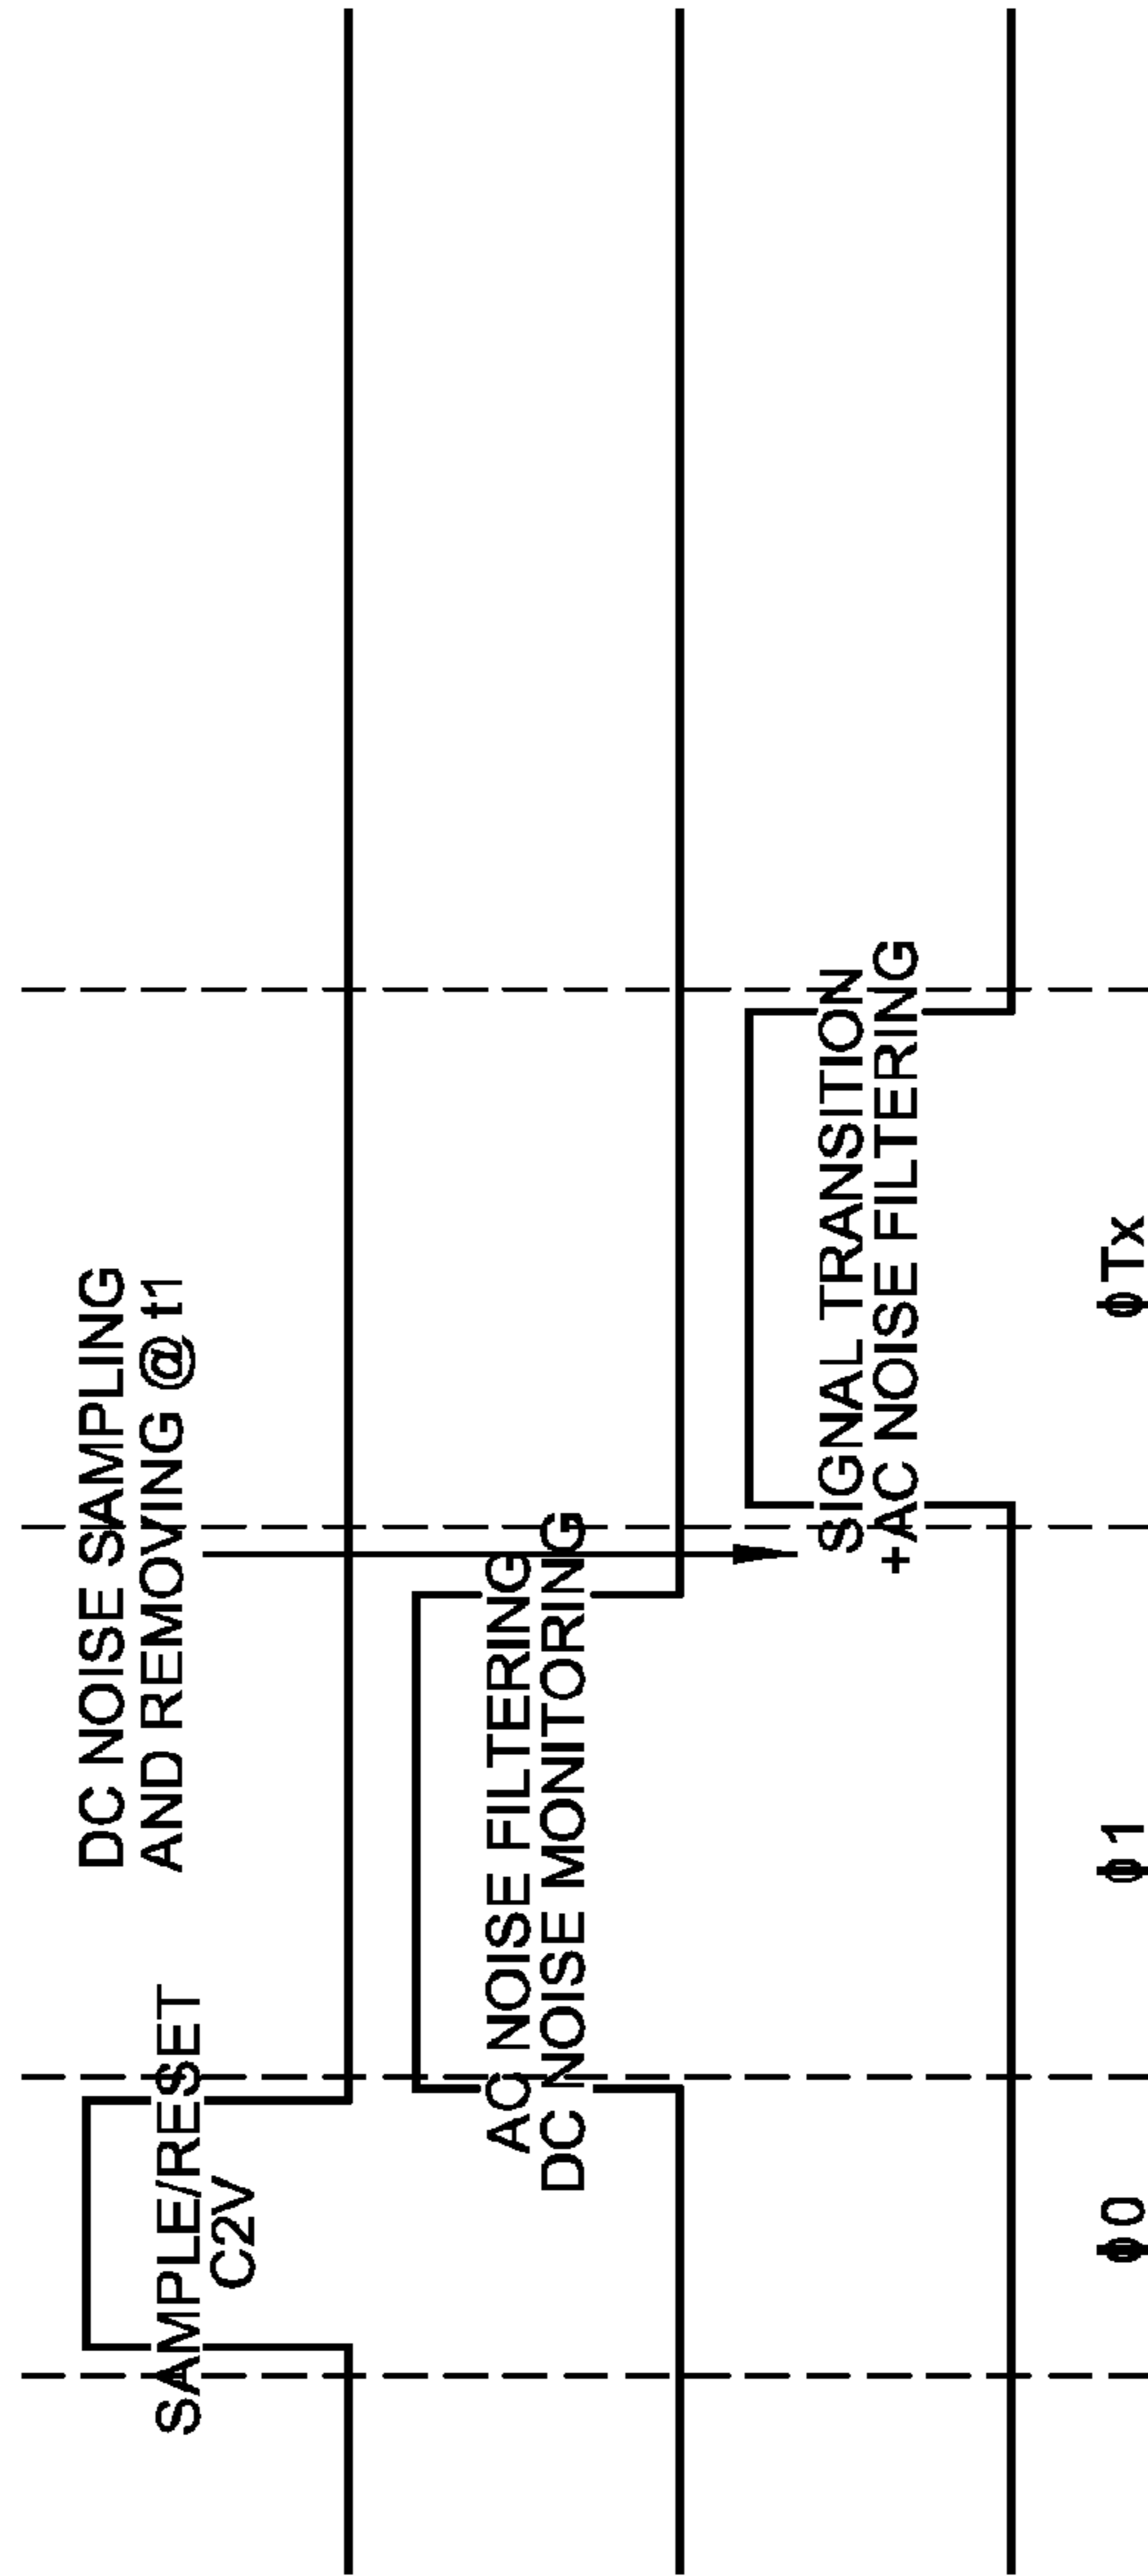 SAMPLE/RESET
C2V
DC NOISE SAMPLING
AND REMOVING @ t1
AC NOISE FILTERING
DC NOISE MONITORING
SIGNAL TRANSITION
+AC NOISE FILTERING
ϕ0
ϕ1
ϕTx